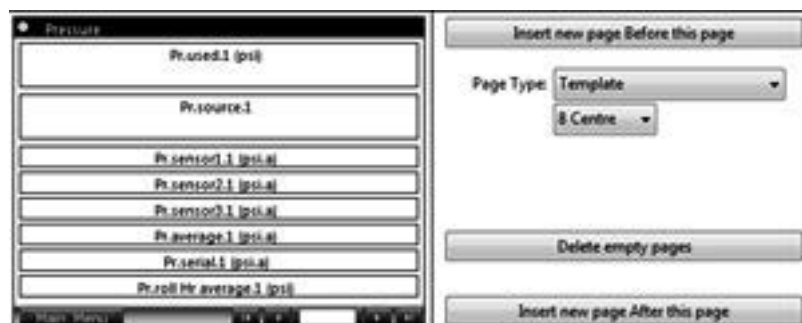 Pressure
Pr.used.1 (psi)
Pr.source.1
Pr.sensor1.1 (psi.a)
Pr.sensor2.1 (psi.a)
Pr.sensor3.1 (psi.a)
Pr.average.1 (psi.a)
Pr.serial.1 (psi.a)
Pr.roll Hr average.1 (psi)
Main Menu
Insert new page Before this page
Page Type: Template
8 Centre
Delete empty pages
Insert new page After this page